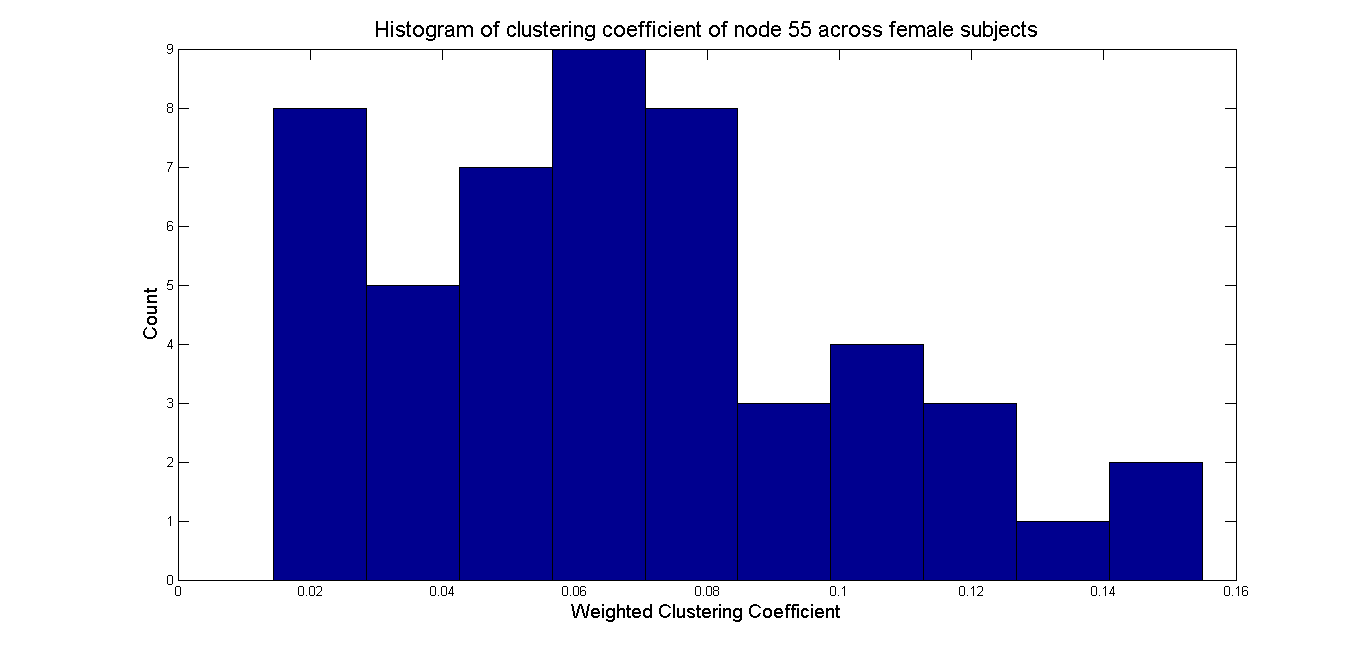 Histogram of clustering coefficient of node 55 across female subjects
9
8
7
6
5
4
3
2
1
0
Count
0 0.02 0.04 0.06 0.08 0.1 0.12 0.14 0.16
Weighted Clustering Coefficient